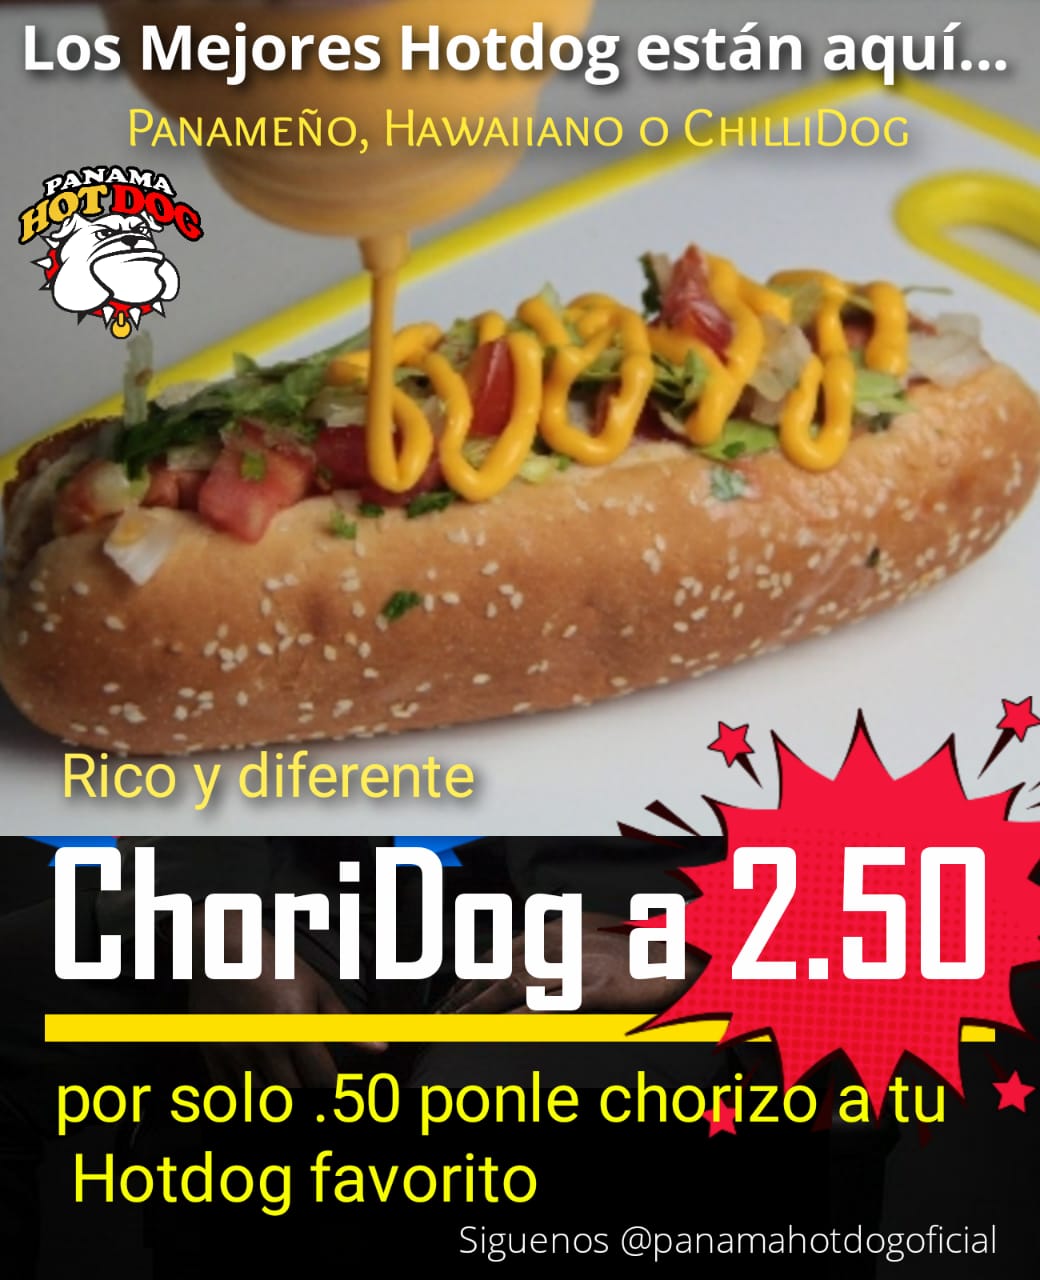 Los Mejores Hotdog están aquí...
Panameño, Hawaiiano o ChilliDog
PANAMA
HOT DOG
Rico y diferente
ChoriDog a 2.50
por solo .50 ponle chorizo a tu
Hotdog favorito
Siguenos @panamahotdogoficial